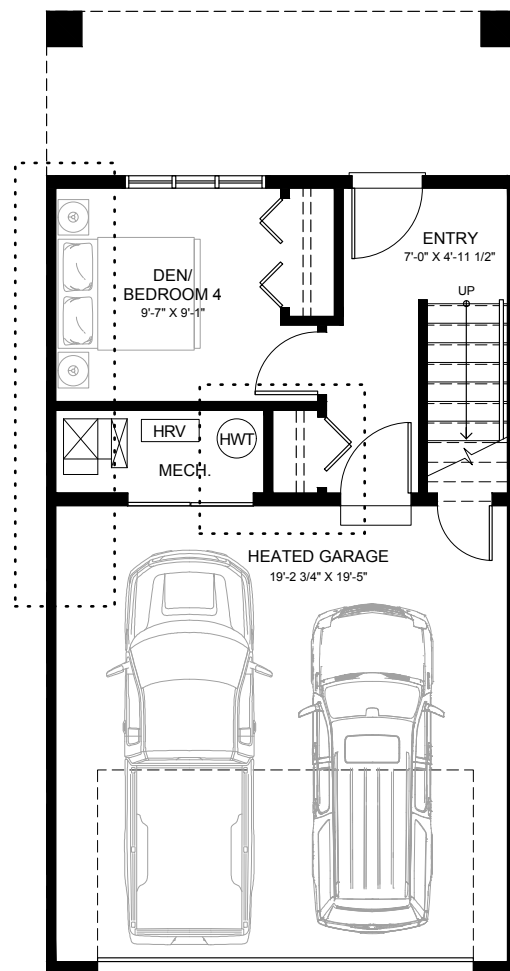 ENTRY
7'-0" X 4'-11 1/2"
DEN/
BEDROOM 4
9'-7" X 9'-1"
UP
HRV
HWT
MECH.
HEATED GARAGE
19'-2 3/4" X 19'-5"